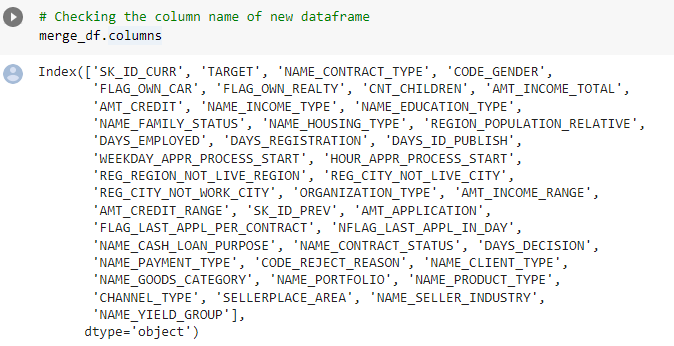 # Checking the column name of new dataframe
merge_df.columns
Index(['SK_ID_CURR', 'TARGET', 'NAME_CONTRACT_TYPE', 'CODE_GENDER',
'FLAG_OWN_CAR', 'FLAG_OWN_REALTY', 'CNT_CHILDREN', 'AMT_INCOME_TOTAL',
'AMT_CREDIT', 'NAME_INCOME_TYPE', 'NAME_EDUCATION_TYPE',
'NAME_FAMILY_STATUS', 'NAME_HOUSING_TYPE', 'REGION_POPULATION_RELATIVE',
'DAYS_EMPLOYED', 'DAYS_REGISTRATION', 'DAYS_ID_PUBLISH',
'WEEKDAY_APPR_PROCESS_START', 'HOUR_APPR_PROCESS_START',
'REG_REGION_NOT_LIVE_REGION', 'REG_CITY_NOT_LIVE_CITY',
'REG_CITY_NOT_WORK_CITY', 'ORGANIZATION_TYPE', 'AMT_INCOME_RANGE',
'AMT_CREDIT_RANGE', 'SK_ID_PREV', 'AMT_APPLICATION',
'FLAG_LAST_APPL_PER_CONTRACT', 'NFLAG_LAST_APPL_IN_DAY',
'NAME_CASH_LOAN_PURPOSE', 'NAME_CONTRACT_STATUS', 'DAYS_DECISION',
'NAME_PAYMENT_TYPE', 'CODE_REJECT_REASON', 'NAME_CLIENT_TYPE',
'NAME_GOODS_CATEGORY', 'NAME_PORTFOLIO', 'NAME_PRODUCT_TYPE',
'CHANNEL_TYPE', 'SELLERPLACE_AREA', 'NAME_SELLER_INDUSTRY',
'NAME_YIELD_GROUP'],
dtype='object')